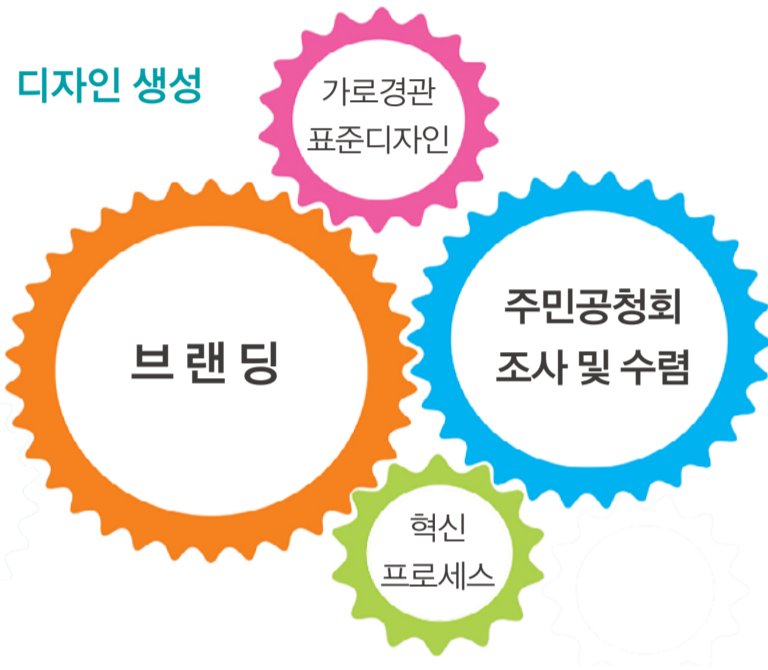 디자인 생성
가로경관
표준디자인
브랜딩
주민공청회
조사 및 수렴
혁신
프로세스